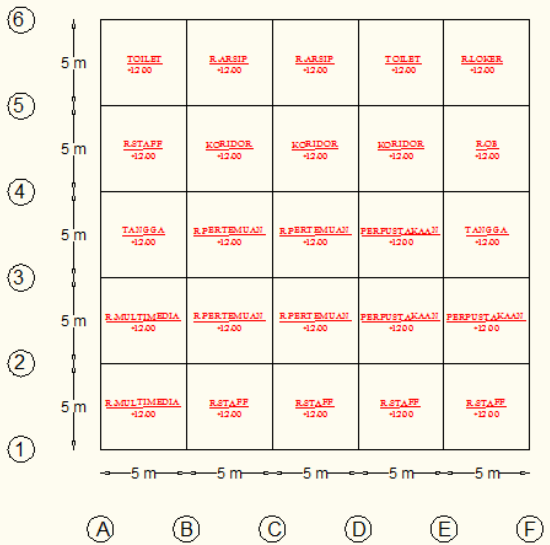 6
TOILET R.ARSIP R.ARSIP TOILET R.LOKER
+12.00 +12.00 +12.00 +12.00 +12.00
5 m
5
R.STAFF KORIDOR KORIDOR KORIDOR R.OB
+12.00 +12.00 +12.00 +12.00 +12.00
5 m
4
TANGGA R.PERTEMUAN R.PERTEMUAN PERPUSTAKAAN TANGGA
+12.00 +12.00 +12.00 +12.00 +12.00
5 m
3
R.MULTIMEDIA R.PERTEMUAN R.PERTEMUAN PERPUSTAKAAN PERPUSTAKAAN
+12.00 +12.00 +12.00 +12.00 +12.00
5 m
2
R.MULTIMEDIA R.STAFF R.STAFF R.STAFF R.STAFF
+12.00 +12.00 +12.00 +12.00 +12.00
5 m
1
5 m 5 m 5 m 5 m 5 m
A B C D E F